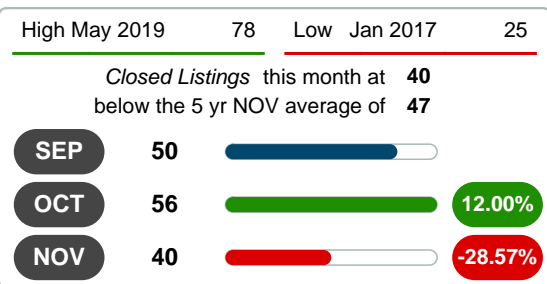 High May 2019 78 Low Jan 2017 25
Closed Listings this month at 40
below the 5 yr NOV average of 47
SEP 50
OCT 56 12.00%
NOV 40 -28.57%